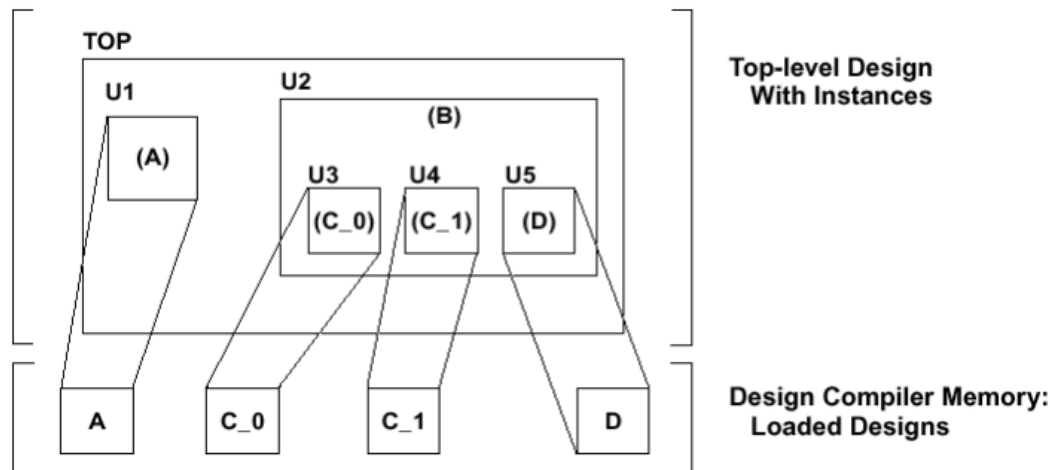 TOP
Top-level Design
With Instances
U1
U2
(B)
(A)
U3 U4 U5
(C_0) (C_1) (D)
A C_0 C_1 D
Design Compiler Memory:
Loaded Designs